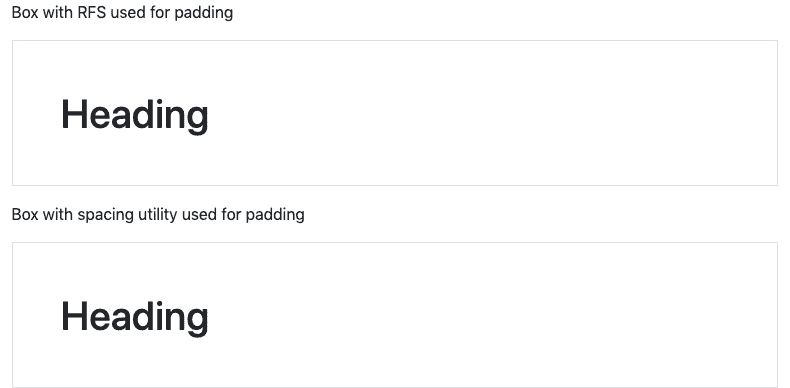 Box with RFS used for padding
Heading
Box with spacing utility used for padding
Heading